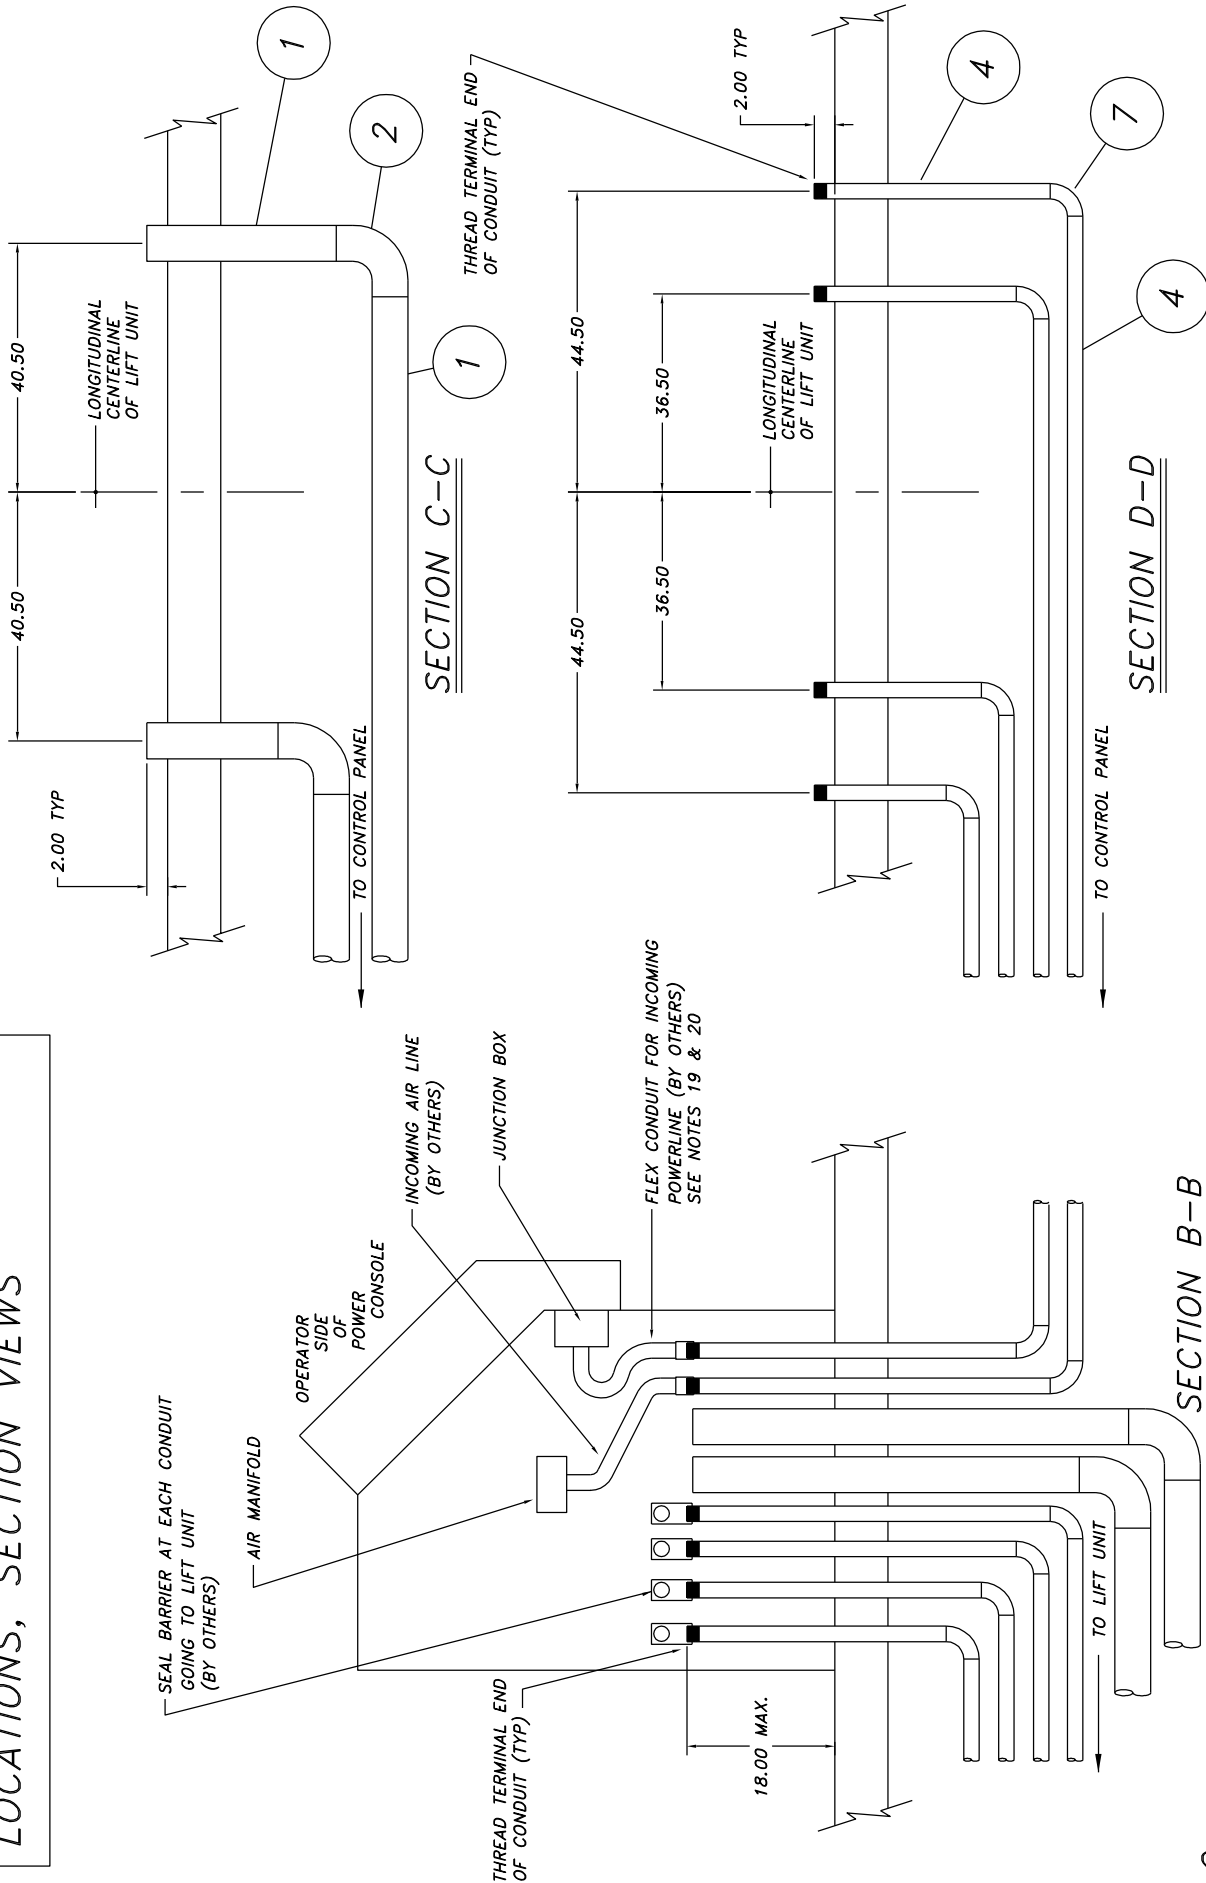 LOCATIONS, SECTION VIEWS
SEAL BARRIER AT EACH CONDUIT
GOING TO LIFT UNIT
(BY OTHERS)
AIR MANIFOLD
OPERATOR
SIDE
OF
POWER
CONSOLE
INCOMING AIR LINE
(BY OTHERS)
JUNCTION BOX
FLEX CONDUIT FOR INCOMING
POWERLINE (BY OTHERS)
SEE NOTES 19 & 20
THREAD TERMINAL END
OF CONDUIT (TYP)
18.00 MAX.
TO LIFT UNIT
SECTION B-B
40.50
40.50
2.00 TYP
LONGITUDINAL
CENTERLINE
OF LIFT UNIT
1
2
1
TO CONTROL PANEL
SECTION C-C
THREAD TERMINAL END
OF CONDUIT (TYP)
44.50
44.50
36.50
36.50
2.00 TYP
LONGITUDINAL
CENTERLINE
OF LIFT UNIT
4
7
4
TO CONTROL PANEL
SECTION D-D